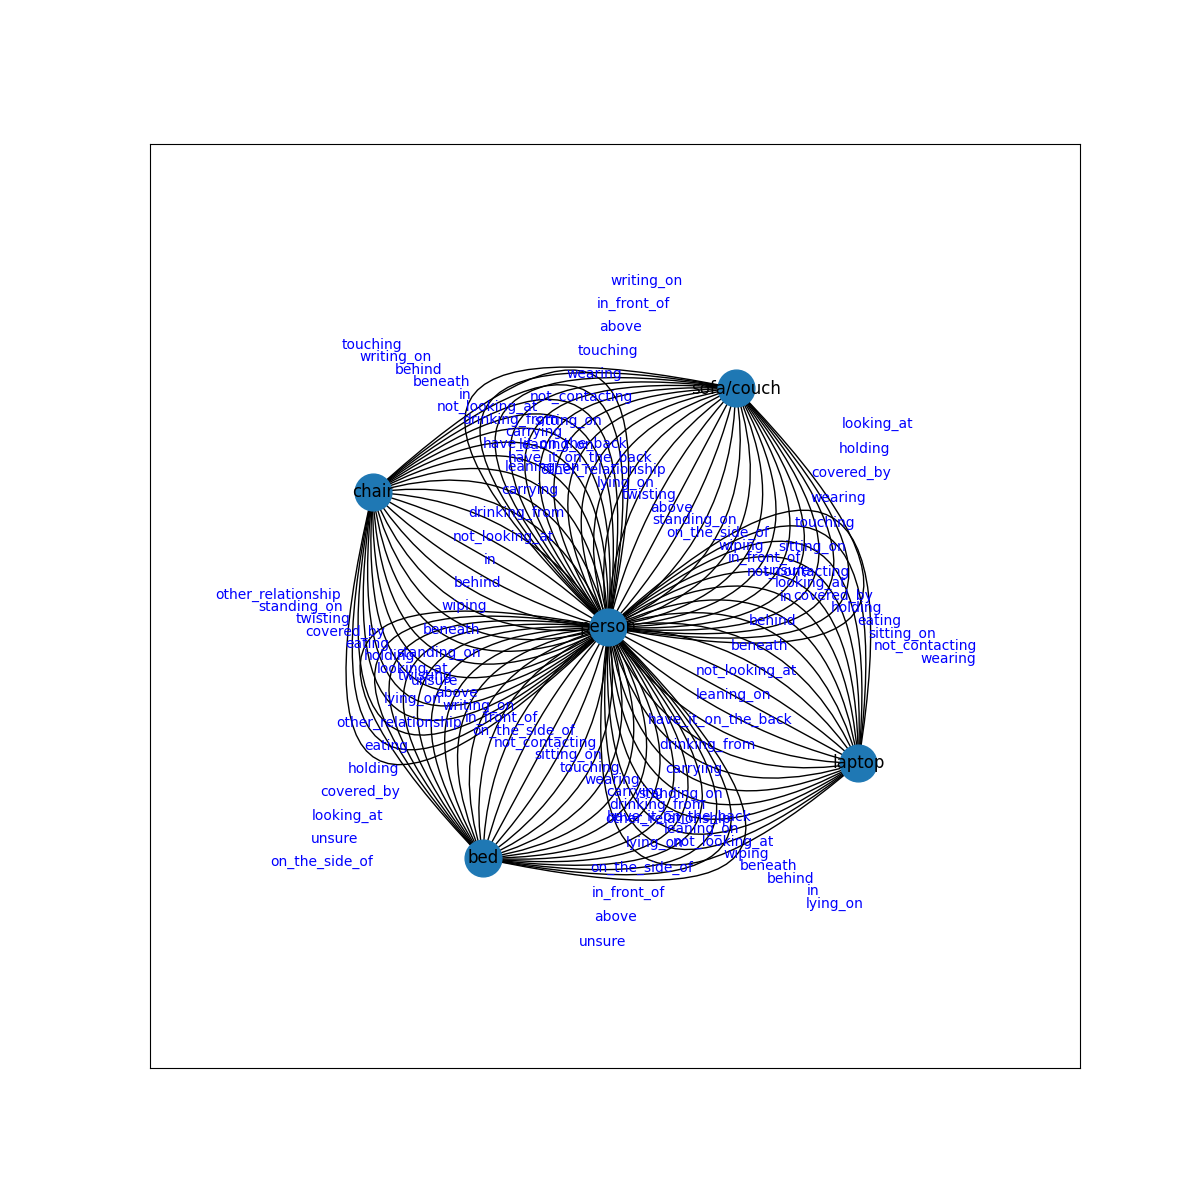 writing_on
in_front_of
above
touching
touching
writing_on
behind
wearing
beneath
in
not_contacting
not_looking_at
sofa/couch
drinking_from
sitting_on
looking_at
carrying
have_it_on_the_back
leaning_on
holding
have_it_on_the_back
leaning_on
other_relationship
covered_by
lying_on
chair
carrying
twisting
wearing
above
drinking_from
standing_on
touching
on_the_side_of
not_looking_at
wiping
sitting_on
in
in_front_of
unsure
not_contacting
behind
looking_at
other_relationship
in
covered_by
standing_on
wiping
holding
twisting
behind
eating
covered_by
beneath
person
sitting_on
eating
beneath
not_contacting
holding
standing_on
wearing
looking_at
not_looking_at
twisting
unsure
lying_on
above
leaning_on
writing_on
other_relationship
in_front_of
have_it_on_the_back
on_the_side_of
eating
not_contacting
drinking_from
sitting_on
holding
touching
carrying
laptop
covered_by
wearing
carrying
standing_on
looking_at
drinking_from
have_it_on_the_back
other_relationship
unsure
leaning_on
lying_on
not_looking_at
on_the_side_of
bed
wiping
on_the_side_of
beneath
in_front_of
behind
in
above
lying_on
unsure